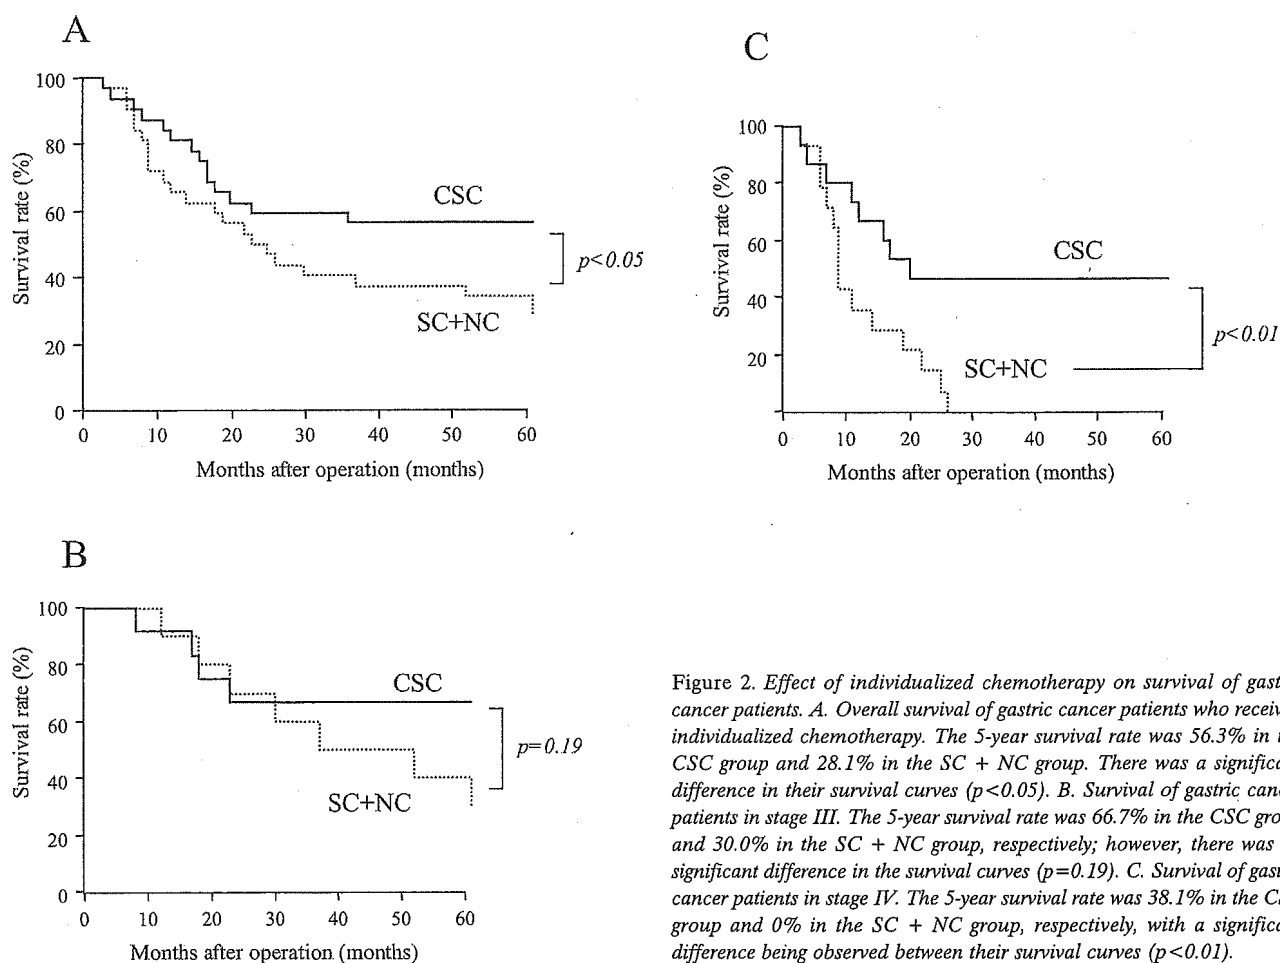 A
100
80
60
40
20
0
Survival rate (%)
CSC
SC+NC
p<0.05
0 10 20 30 40 50 60
Months after operation (months)
C
100
80
60
40
20
Survival rate (%)
CSC
SC+NC
p<0.01
0 10 20 30 40 60
Months after operation (months)
B
100
80
60
40
20
0
Survival rate (%)
CSC
SC+NC
p=0.19
0 10 20 30 40 50 60
Months after operation (months)
Figure 2. Effect of individualized chemotherapy on survival of gast
cancer patients. A. Overall survival of gastric cancer patients who receiv
individualized chemotherapy. The 5-year survival rate was 56.3% in t
CSC group and 28.1% in the SC + NC group. There was a significa
difference in their survival curves (p<0.05). B. Survival of gastric canc
patients in stage III. The 5-year survival rate was 66.7% in the CSC gro
and 30.0% in the SC + NC group, respectively; however, there was
significant difference in the survival curves (p=0.19). C. Survival of gast
cancer patients in stage IV. The 5-year survival rate was 38.1% in the CS
group and 0% in the SC + NC group, respectively, with a significa
difference being observed between their survival curves (p<0.01).